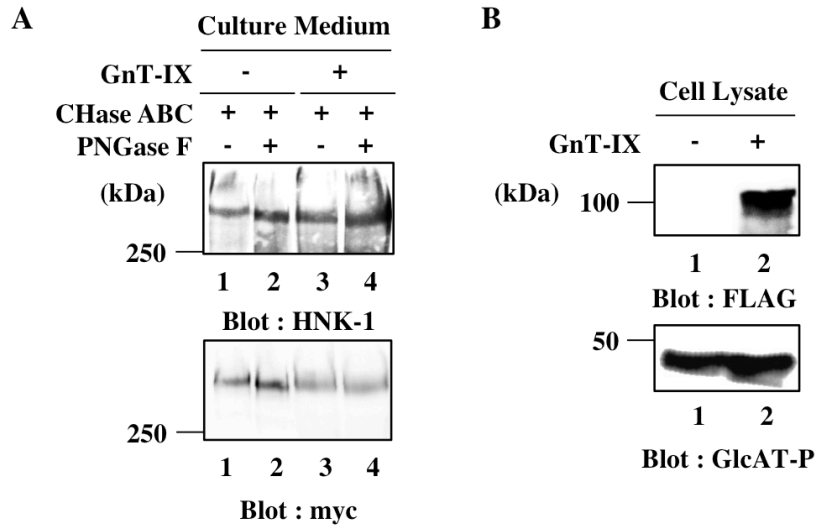 A
Culture Medium
GnT-IX - +
CHase ABC + + + +
PNGase F - + - +
(kDa)
250
1 2 3 4
Blot : HNK-1
250
1 2 3 4
Blot : myc
B
Cell Lysate
GnT-IX - +
(kDa)
100
1 2
Blot : FLAG
50
1 2
Blot : GlcAT-P